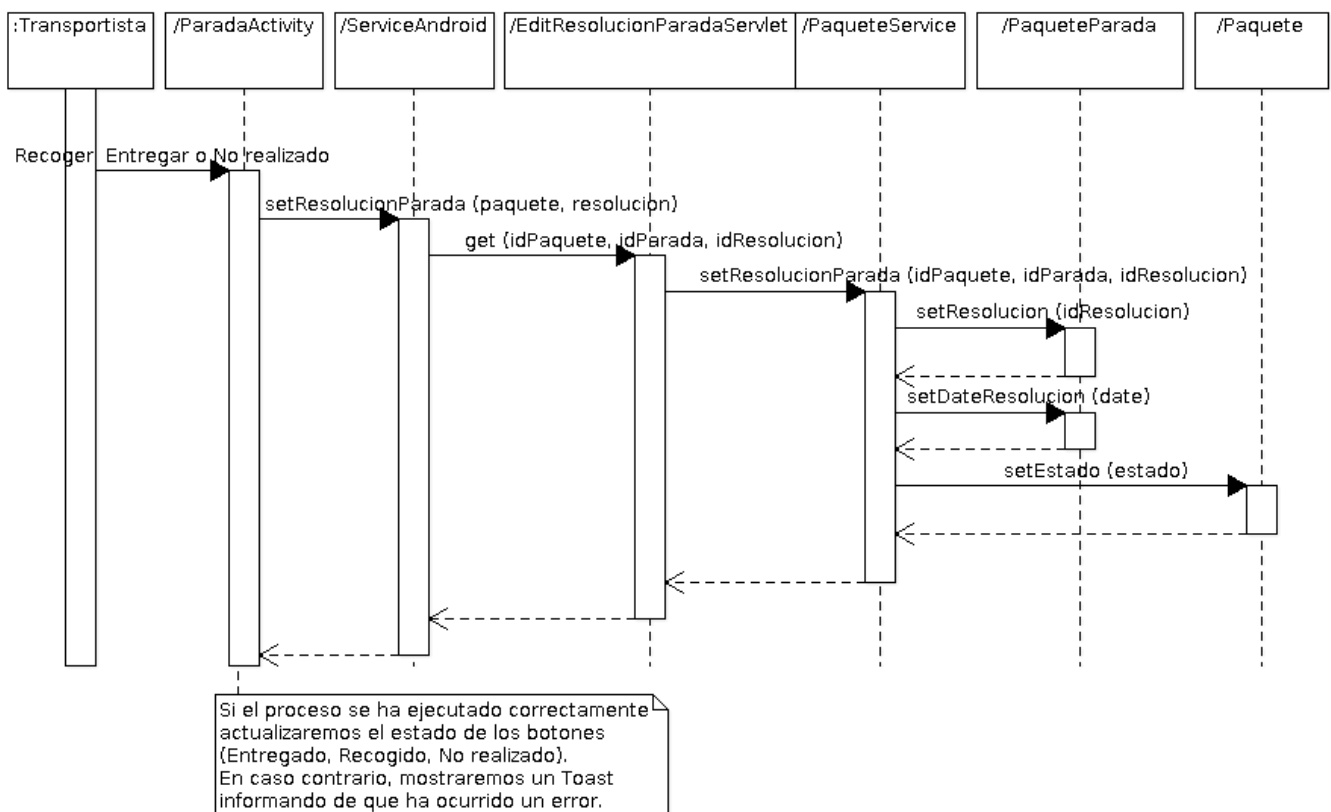 :Transportista
/ParadaActivity
/ServiceAndroid
/EditResolucionParadaServlet
/PaqueteService
/PaqueteParada
/Paquete
Recoger, Entregar o No realizado
setResolucionParada (paquete, resolucion)
get (idPaquete, idParada, idResolucion)
setResolucionParada (idPaquete, idParada, idResolucion)
setResolucion (idResolucion)
setDateResolucion (date)
setEstado (estado)
Si el proceso se ha ejecutado correctamente
actualizaremos el estado de los botones
(Entregado, Recogido, No realizado).
En caso contrario, mostraremos un Toast
informando de que ha ocurrido un error.